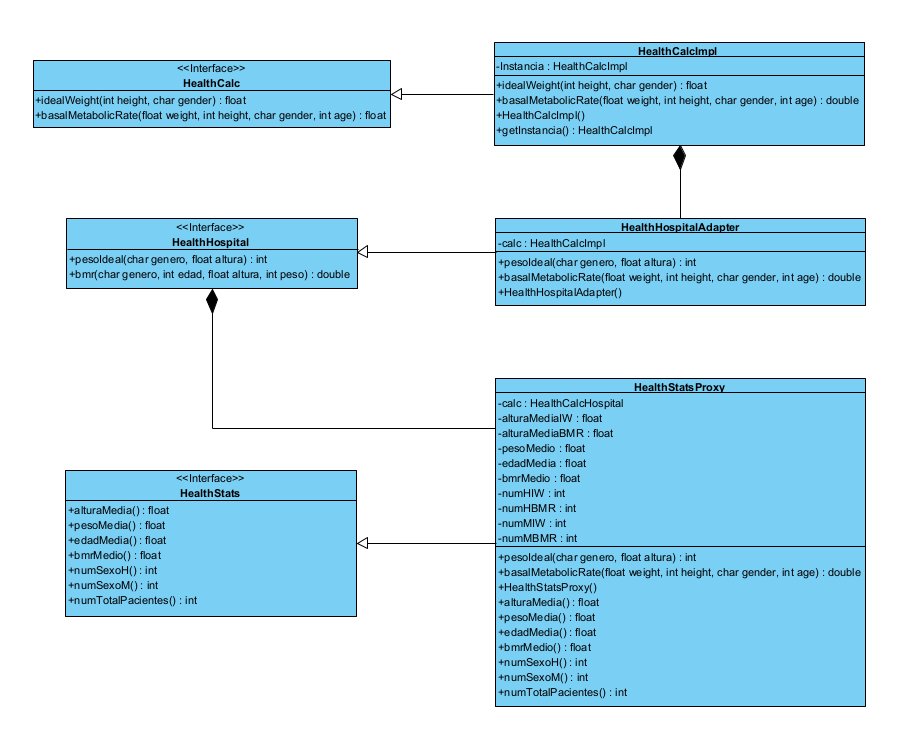 <<Interface>>
HealthCalc
+idealWeight(int height, char gender) : float
+basalMetabolicRate(float weight, int height, char gender, int age) : float
HealthCalcImpl
-Instancia : HealthCalcImpl
+idealWeight(int height, char gender) : float
+basalMetabolicRate(float weight, int height, char gender, int age) : double
+HealthCalcImpl()
+getInstancia() : HealthCalcImpl
<<Interface>>
HealthHospital
+pesoIdeal(char genero, float altura) : int
+bmr(char genero, int edad, float altura, int peso) : double
HealthHospitalAdapter
-calc : HealthCalcImpl
+pesoIdeal(char genero, float altura) : int
+basalMetabolicRate(float weight, int height, char gender, int age) : double
+HealthHospitalAdapter()
<<Interface>>
HealthStats
+alturaMedia() : float
+pesoMedia() : float
+edadMedia() : float
+bmrMedio() : float
+numSexoH() : int
+numSexoM() : int
+numTotalPacientes() : int
HealthStatsProxy
-calc : HealthCalcHospital
-alturaMediaIW : float
-alturaMediaBMR : float
-pesoMedio : float
-edadMedia : float
-bmrMedio : float
-numHIW : int
-numHBMR : int
-numMIW : int
-numMBMR : int
+pesoIdeal(char genero, float altura) : int
+basalMetabolicRate(float weight, int height, char gender, int age) : double
+HealthStatsProxy()
+alturaMedia() : float
+pesoMedia() : float
+edadMedia() : float
+bmrMedio() : float
+numSexoH() : int
+numSexoM() : int
+numTotalPacientes() : int